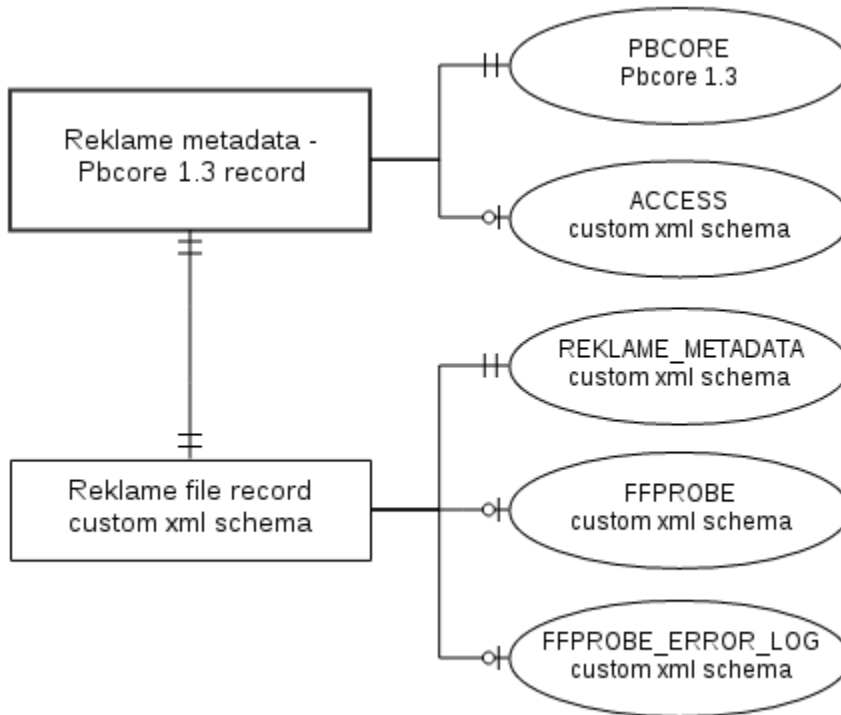 PBCORE
Pbcore 1.3
Reklame metadata -
Pbcore 1.3 record
ACCESS
custom xml schema
REKLAME_METADATA
custom xml schema
Reklame file record
custom xml schema
FFPROBE
custom xml schema
FFPROBE_ERROR_LOG
custom xml schema